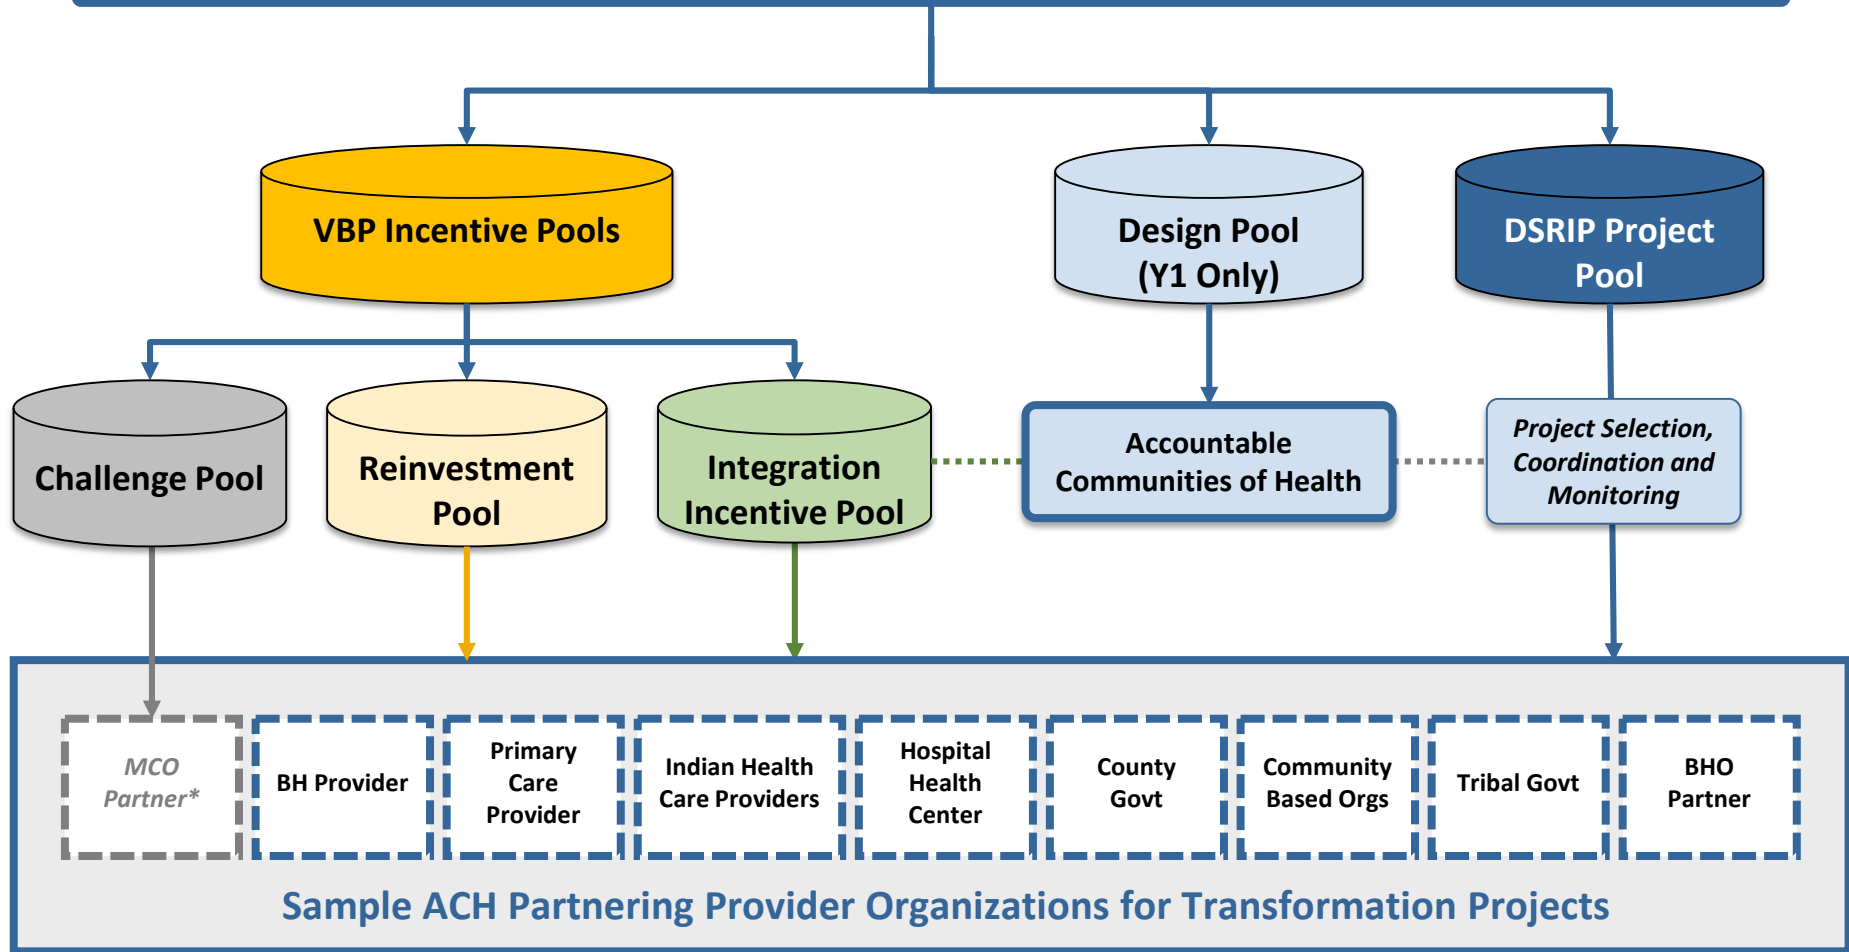 VBP Incentive Pools
Design Pool
(Y1 Only)
DSRIP Project
Pool
Challenge Pool
Reinvestment
Pool
Integration
Incentive Pool
Accountable
Communities of Health
Project Selection,
Coordination and
Monitoring
MCO
Partner*
BH Provider
Primary
Care
Provider
Indian Health
Care Providers
Hospital
Health
Center
County
Govt
Community
Based Orgs
Tribal Govt
BHO
Partner
Sample ACH Partnering Provider Organizations for Transformation Projects